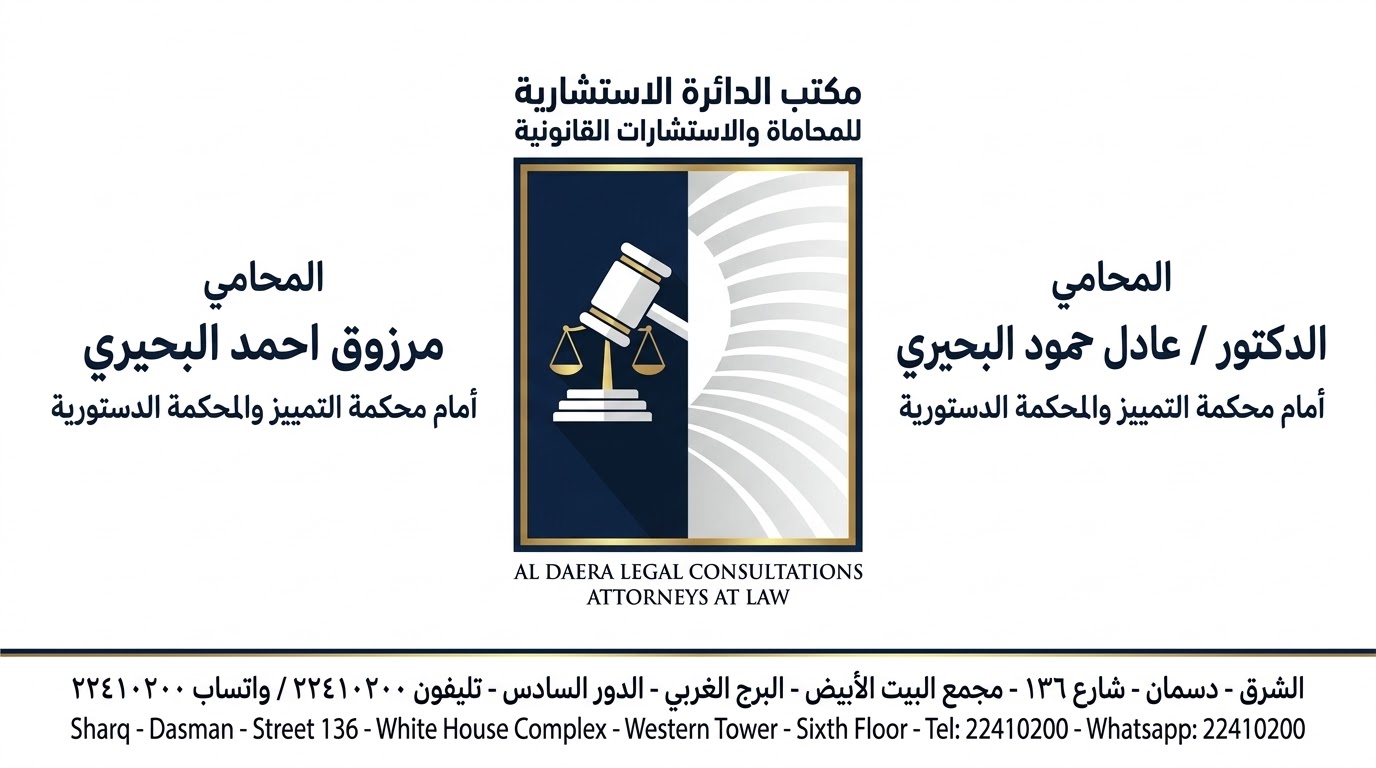 مكتب الدائرة الاستشارية
للمحاماة والاستشارات القانونية
المحامي
الدكتور / عادل حمود البحيري
أمام محكمة التمييز والمحكمة الدستورية
المحامي
مرزوق احمد البحيري
أمام محكمة التمييز والمحكمة الدستورية
AL DAERA LEGAL CONSULTATIONS
ATTORNEYS AT LAW
الشرق - دسمان - شارع ١٣٦ - مجمع البيت الأبيض - البرج الغربي - الدور السادس - تليفون ٢٢٤١٠٢٠٠ / واتساب ٢٢٤١٠٢٠٠
Sharq - Dasman - Street 136 - White House Complex - Western Tower - Sixth Floor - Tel: 22410200 - Whatsapp: 22410200